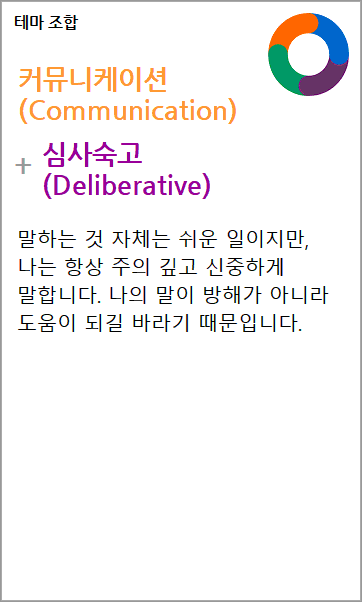 테마 조합
커뮤니케이션
(Communication)
+ 심사숙고
(Deliberative)
말하는 것 자체는 쉬운 일이지만,
나는 항상 주의 깊고 신중하게
말합니다. 나의 말이 방해가 아니라
도움이 되길 바라기 때문입니다.